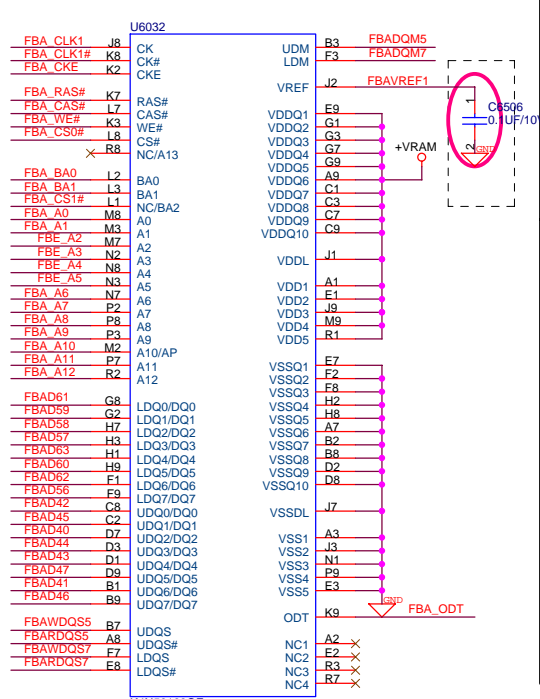 U6032
FBA_CLK1 J8 CK UDM B3 FBADQM5
FBA_CLK1# K8 CK# LDM F3 FBADQM7
FBA_CKE K2 CKE
VREF J2 FBAVREF1
FBA_RAS# K7 RAS#
FBA_CAS# L7 CAS# VDDQ1 E9
FBA_WE# K3 WE# VDDQ2 G1
FBA_CS0# L8 CS# VDDQ3 G3
R8 NC/A13 VDDQ4 G7
VDDQ5 G9
FBA_BA0 L2 BA0 VDDQ6 A9
FBA_BA1 L3 BA1 VDDQ7 C1
FBA_CS1# L1 NC/BA2 VDDQ8 C3
FBA_A0 M8 A0 VDDQ9 C7
FBA_A1 M3 A1 VDDQ10 C9
FBE_A2 M7 A2
FBE_A3 N2 A3 VDDL J1
FBE_A4 N8 A4
FBE_A5 N3 A5 VDD1 A1
FBA_A6 N7 A6 VDD2 E1
FBA_A7 P2 A7 VDD3 J9
FBA_A8 P8 A8 VDD4 M9
FBA_A9 P3 A9 VDD5 R1
FBA_A10 M2 A10/AP
FBA_A11 P7 A11 VSSQ1 E7
FBA_A12 R2 A12 VSSQ2 F2
VSSQ3 F8
FBAD61 G8 LDQ0/DQ0 VSSQ4 H2
FBAD59 G2 LDQ1/DQ1 VSSQ5 H8
FBAD58 H7 LDQ2/DQ2 VSSQ6 A7
FBAD57 H3 LDQ3/DQ3 VSSQ7 B2
FBAD63 H1 LDQ4/DQ4 VSSQ8 B8
FBAD60 H9 LDQ5/DQ5 VSSQ9 D2
FBAD62 F1 LDQ6/DQ6 VSSQ10 D8
FBAD56 F9 LDQ7/DQ7
FBAD42 C8 UDQ0/DQ0 VSSDL J7
FBAD45 C2 UDQ1/DQ1
FBAD40 D7 UDQ2/DQ2 VSS1 A3
FBAD44 D3 UDQ3/DQ3 VSS2 J3
FBAD43 D1 UDQ4/DQ4 VSS3 N1
FBAD47 D9 UDQ5/DQ5 VSS4 P9
FBAD41 B1 UDQ6/DQ6 VSS5 E3
FBAD46 B9 UDQ7/DQ7
GND
ODT K9 FBA_ODT
FBAWDQS5 B7 UDQS
FBARDQS5 A8 UDQS# NC1 A2
FBAWDQS7 F7 LDQS NC2 E2
FBARDQS7 E8 LDQS# NC3 R3
NC4 R7
+VRAM
1
C6506
0.1UF/10V
2
GND